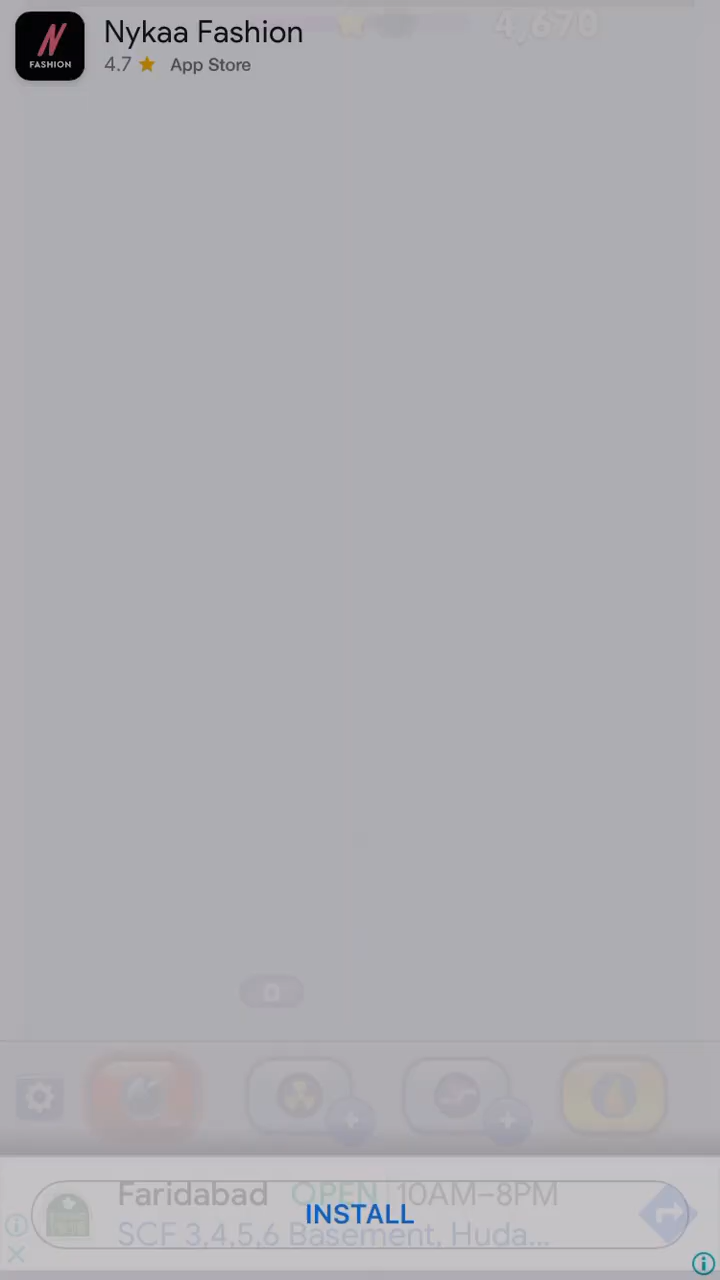 Nykaa Fashion
FASHION
4.7 ★ App Store
4,670
0
Faridabad OPEN 10AM–8PM
INSTALL
SCF 3,4,5,6 Basement, Huda...